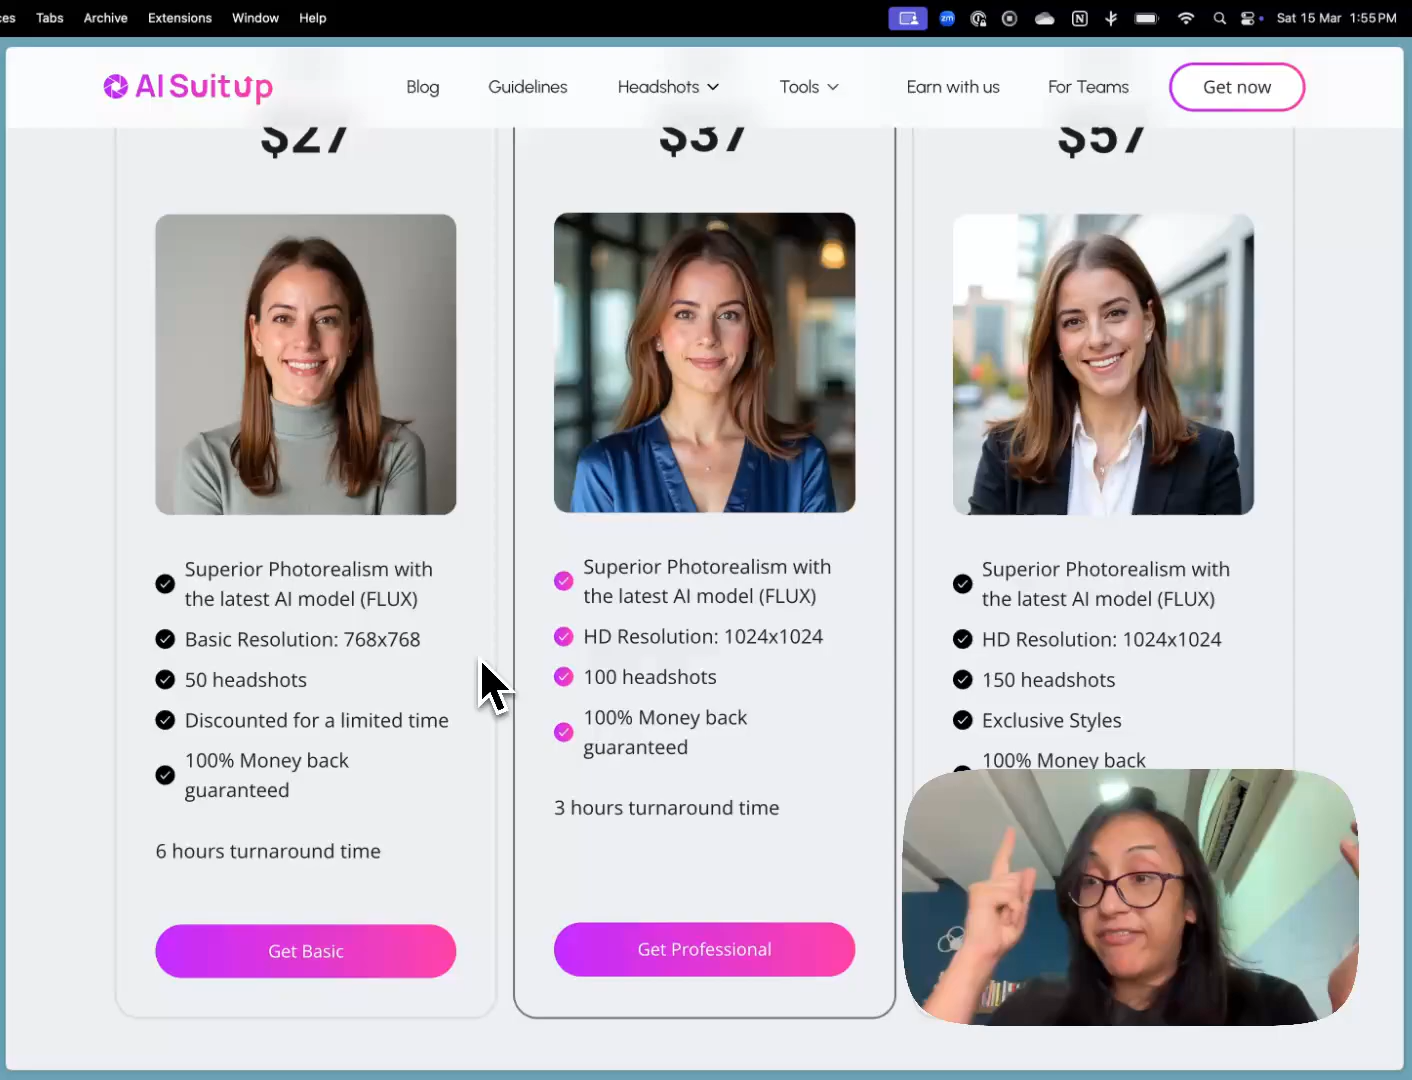 ces Tabs Archive Extensions Window Help Sat 15 Mar 1:55 PM
AI Suitup Blog Guidelines Headshots Tools Earn with us For Teams Get now
$27
Superior Photorealism with
the latest AI model (FLUX)
Basic Resolution: 768x768
50 headshots
Discounted for a limited time
100% Money back
guaranteed
6 hours turnaround time
Get Basic
$37
Superior Photorealism with
the latest AI model (FLUX)
HD Resolution: 1024x1024
100 headshots
100% Money back
guaranteed
3 hours turnaround time
Get Professional
$57
Superior Photorealism with
the latest AI model (FLUX)
HD Resolution: 1024x1024
150 headshots
Exclusive Styles
100% Money back